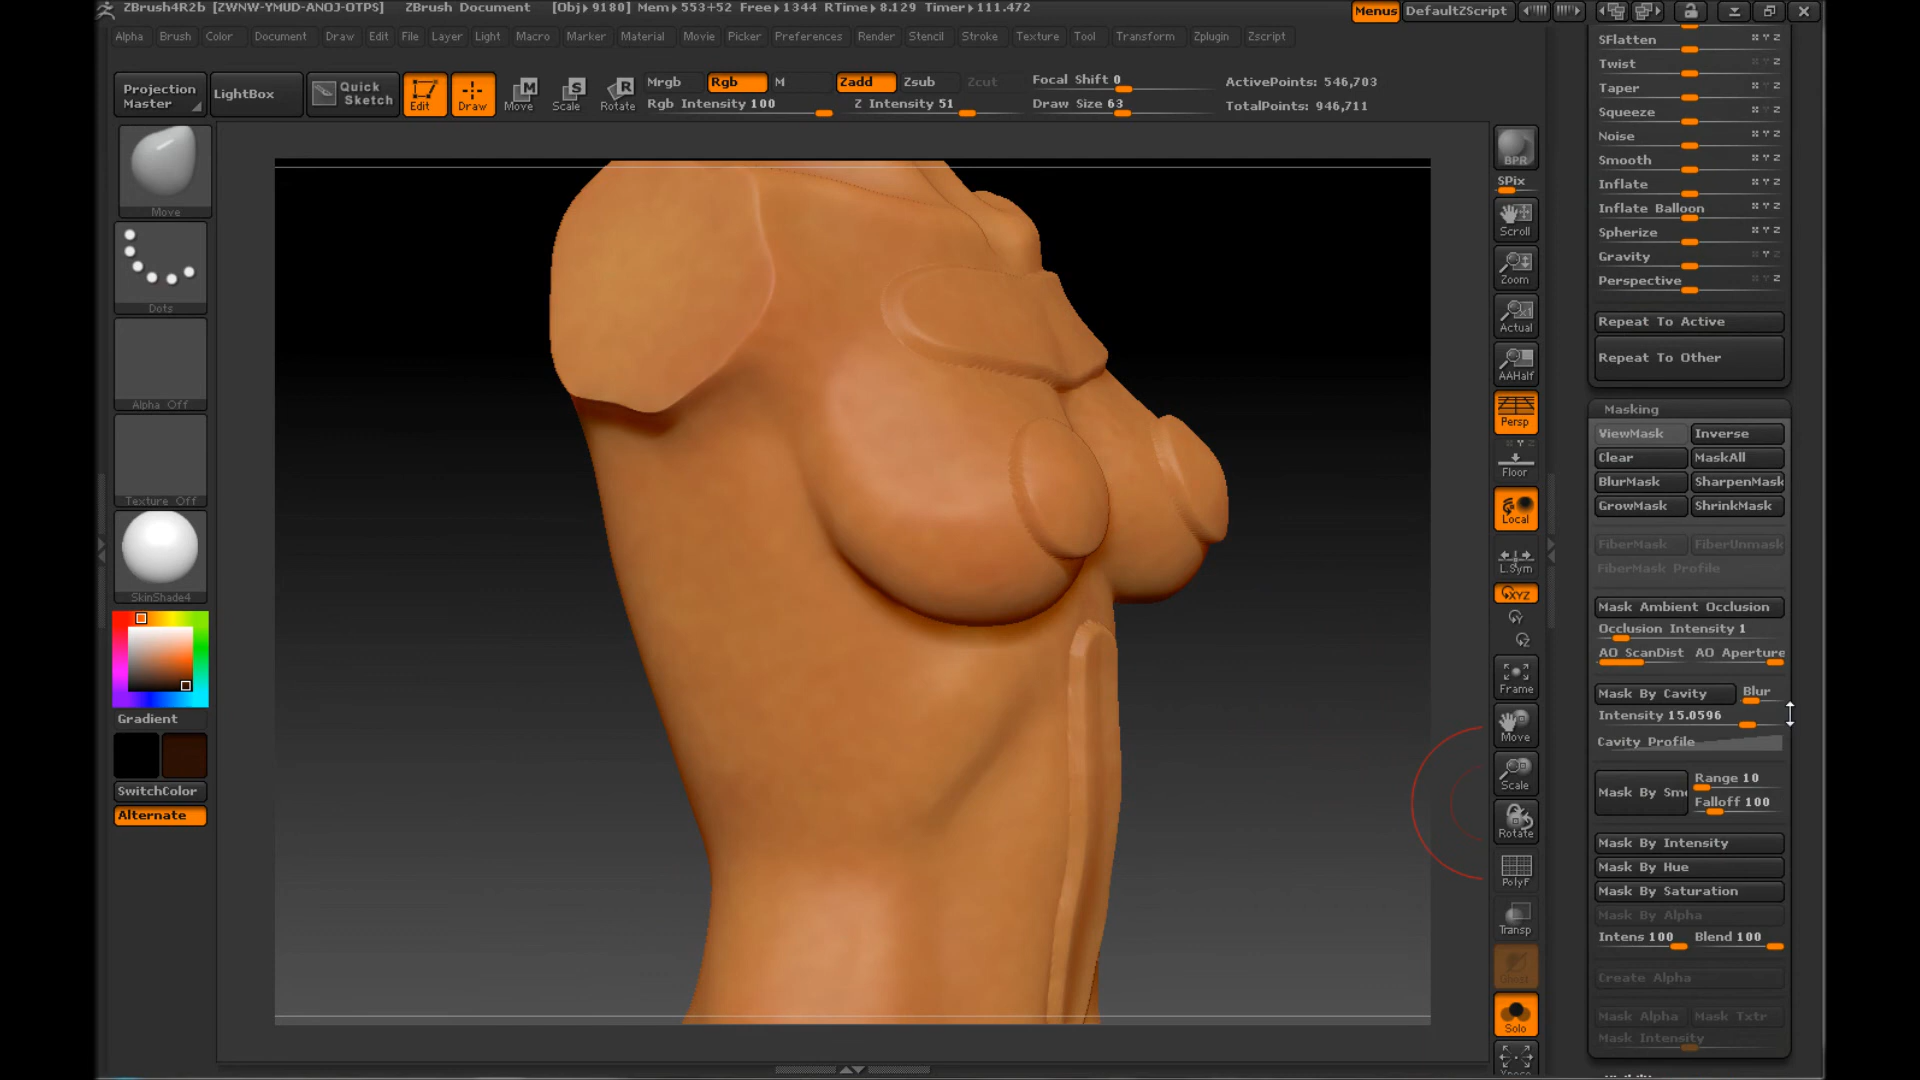 ZBrush4R2b [ZWNW-YMUD-ANOJ-OTPS] ZBrush Document [Obj▸9180] Mem▸553+52 Free▸1344 RTime▸8.129 Timer▸111.472
Menus DefaultZScript
Alpha Brush Color Document Draw Edit File Layer Light Macro Marker Material Movie Picker Preferences Render Stencil Stroke Texture Tool Transform Zplugin Zscript
Projection Master
LightBox
Quick Sketch
Edit
Draw
Move
Scale
Rotate
Mrgb Rgb M
Rgb Intensity 100
Zadd Zsub Zcut
Z Intensity 51
Focal Shift 0
Draw Size 63
ActivePoints: 546,703
TotalPoints: 946,711
Move
Dots
Alpha Off
Texture Off
SkinShade4
Gradient
SwitchColor
Alternate
BPR
SPix
Scroll
Zoom
Actual
AAHalf
Persp
Floor
Local
L.Sym
XYZ
Frame
Move
Scale
Rotate
PolyF
Transp
Ghost
Solo
Xpose
SFlatten X Y Z
Twist X Y Z
Taper X Y Z
Squeeze X Y Z
Noise X Y Z
Smooth X Y Z
Inflate X Y Z
Inflate Balloon X Y Z
Spherize X Y Z
Gravity X Y Z
Perspective X Y Z
Repeat To Active
Repeat To Other
Masking
ViewMask Inverse
Clear MaskAll
BlurMask SharpenMask
GrowMask ShrinkMask
FiberMask FiberUnmask
FiberMask Profile
Mask Ambient Occlusion
Occlusion Intensity 1
AO ScanDist AO Aperture
Mask By Cavity Blur
Intensity 15.0596
Cavity Profile
Mask By Smo Range 10
Falloff 100
Mask By Intensity
Mask By Hue
Mask By Saturation
Mask By Alpha
Intens 100 Blend 100
Create Alpha
Mask Alpha Mask Txtr
Mask Intensity